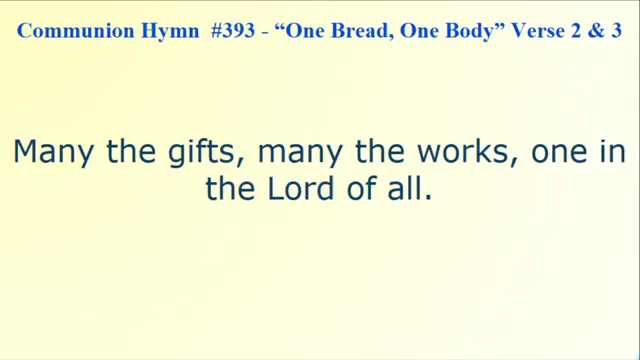 Communion Hymn #393 - “One Bread, One Body” Verse 2 & 3
Many the gifts, many the works, one in
the Lord of all.